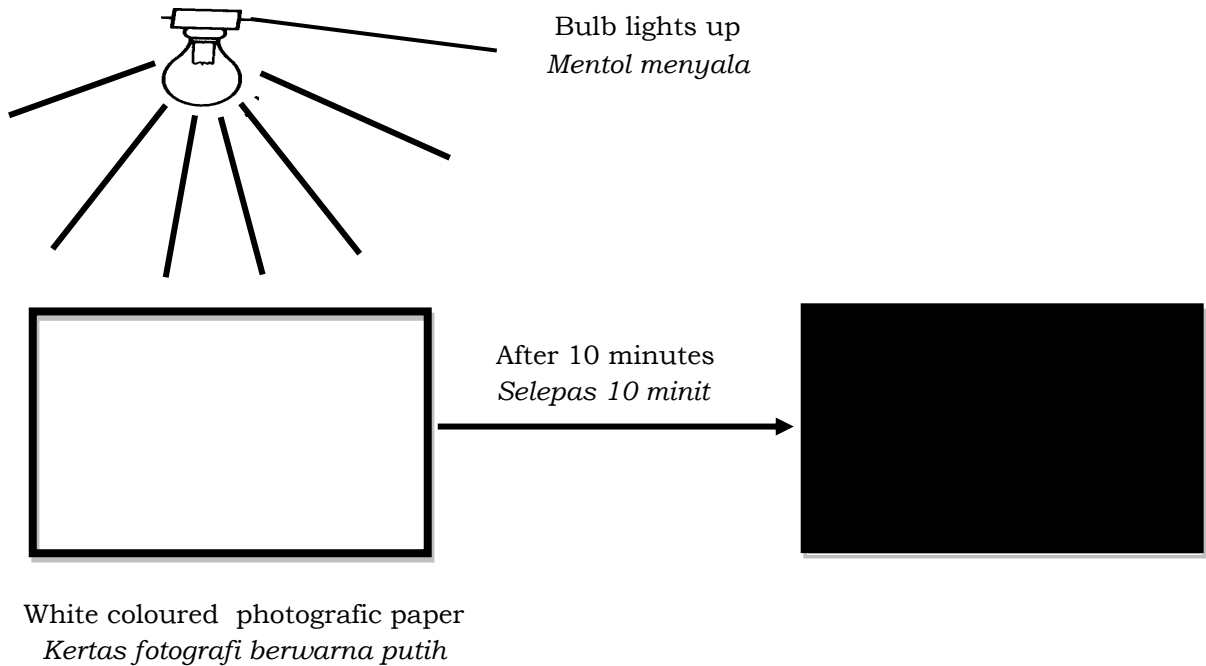 Bulb lights up
Mentol menyala
After 10 minutes
Selepas 10 minit
White coloured photografic paper
Kertas fotografi berwarna putih